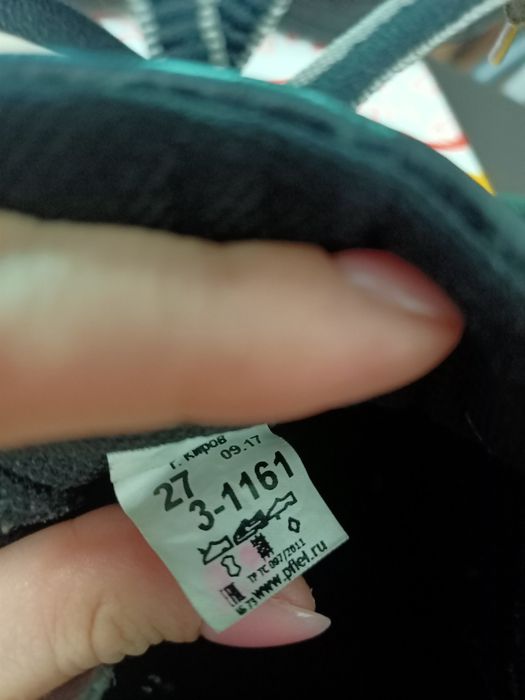 г. Киров
27 09.17
3-1161
ТР ТС 017/2011
www.pfiel.ru